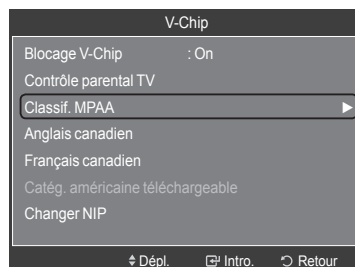 V-Chip
Blocage V-Chip : On
Contrôle parental TV
Classif. MPAA
Anglais canadien
Français canadien
Catég. américaine téléchargeable
Changer NIP
Dépl. Intro. Retour